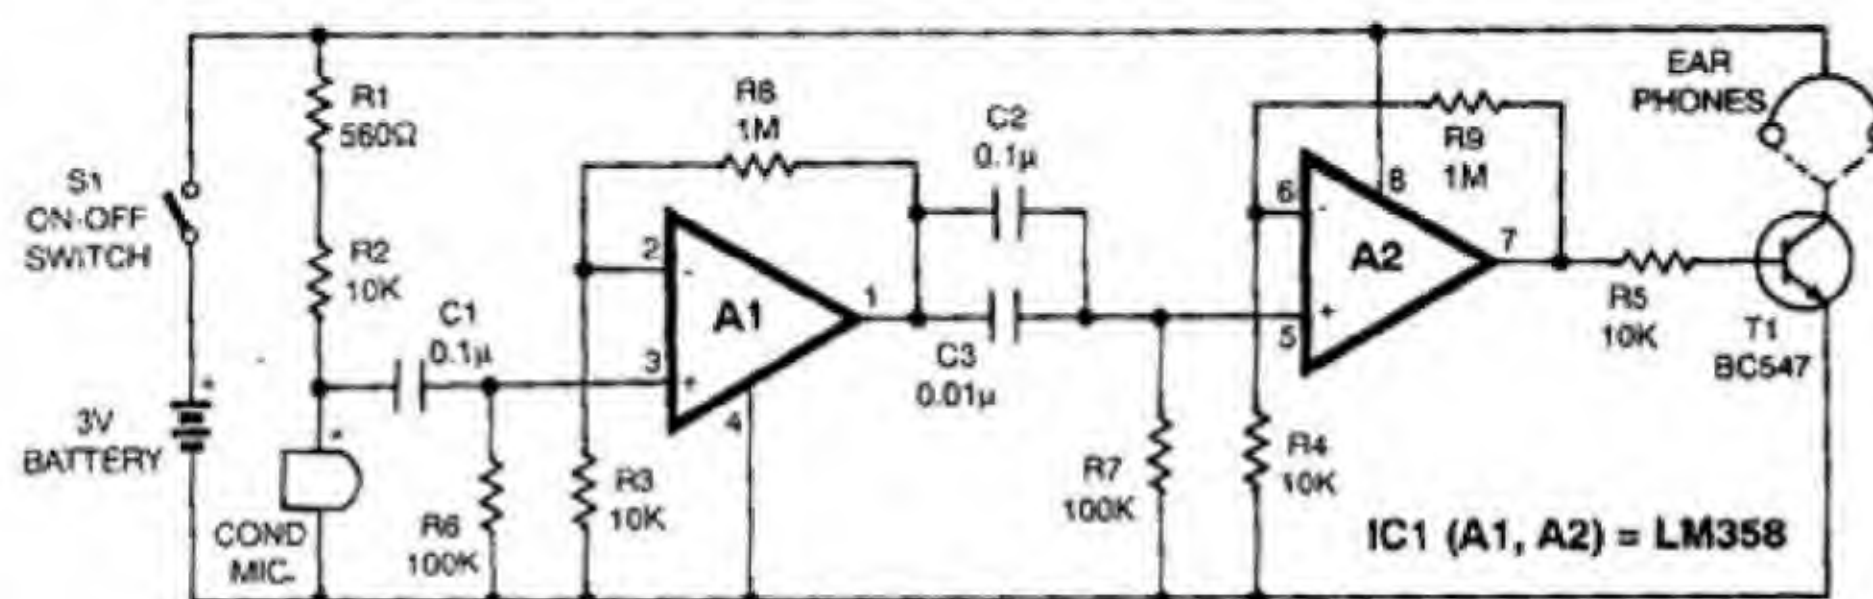 R1
560Ω
S1
ON-OFF
SWITCH
R2
10K
3V
BATTERY
+
COND
MIC.
+
C1
0.1μ
R6
100K
R8
1M
2
-
3
+
A1
1
4
R3
10K
C2
0.1μ
C3
0.01μ
R7
100K
R4
10K
R9
1M
6
-
5
+
A2
8
7
R5
10K
EAR
PHONES
T1
BC547
IC1 (A1, A2) = LM358